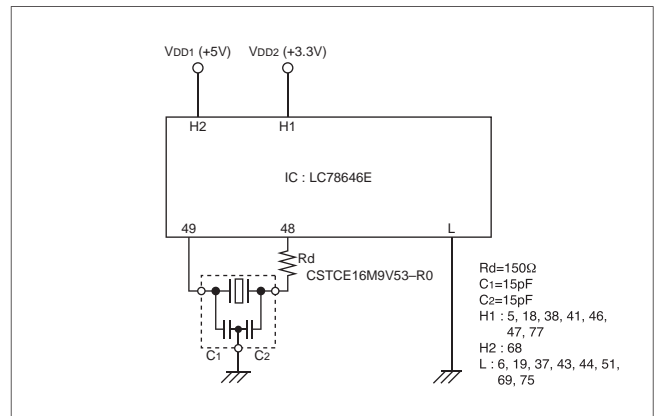 VDD1 (+5V) VDD2 (+3.3V)
H2 H1
IC : LC78646E
49 48 L
Rd
CSTCE16M9V53–R0
C1 C2
Rd=150Ω
C1=15pF
C2=15pF
H1 : 5, 18, 38, 41, 46,
47, 77
H2 : 68
L : 6, 19, 37, 43, 44, 51,
69, 75